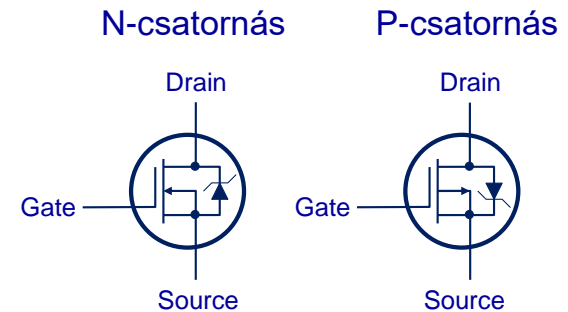 N-csatornás P-csatornás
Drain Drain
Gate Gate
Source Source